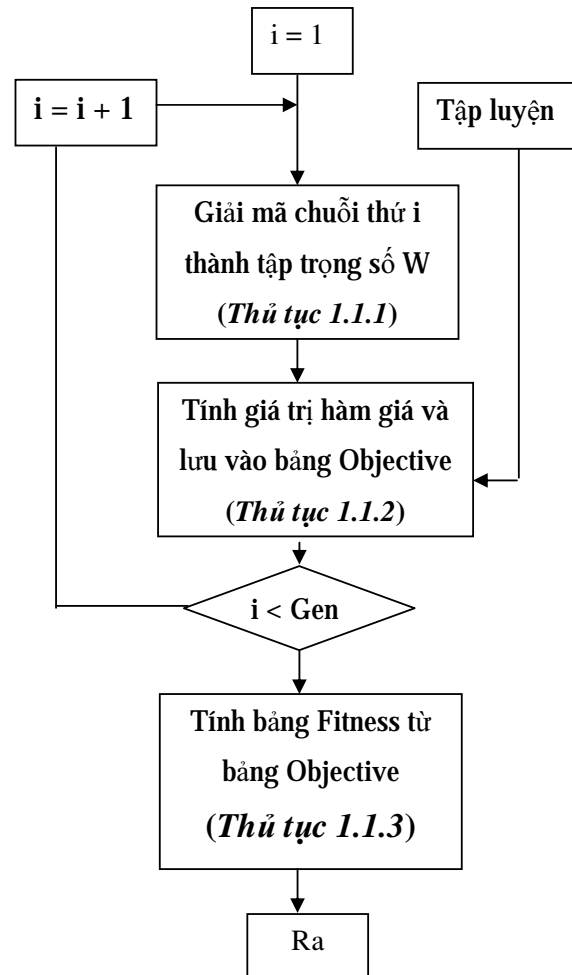 i = 1
i = i + 1
Tập luyện
Giải mã chuỗi thứ i
thành tập trọng số W
(Thủ tục 1.1.1)
Tính giá trị hàm giá và
lưu vào bảng Objective
(Thủ tục 1.1.2)
i < Gen
Tính bảng Fitness từ
bảng Objective
(Thủ tục 1.1.3)
Ra